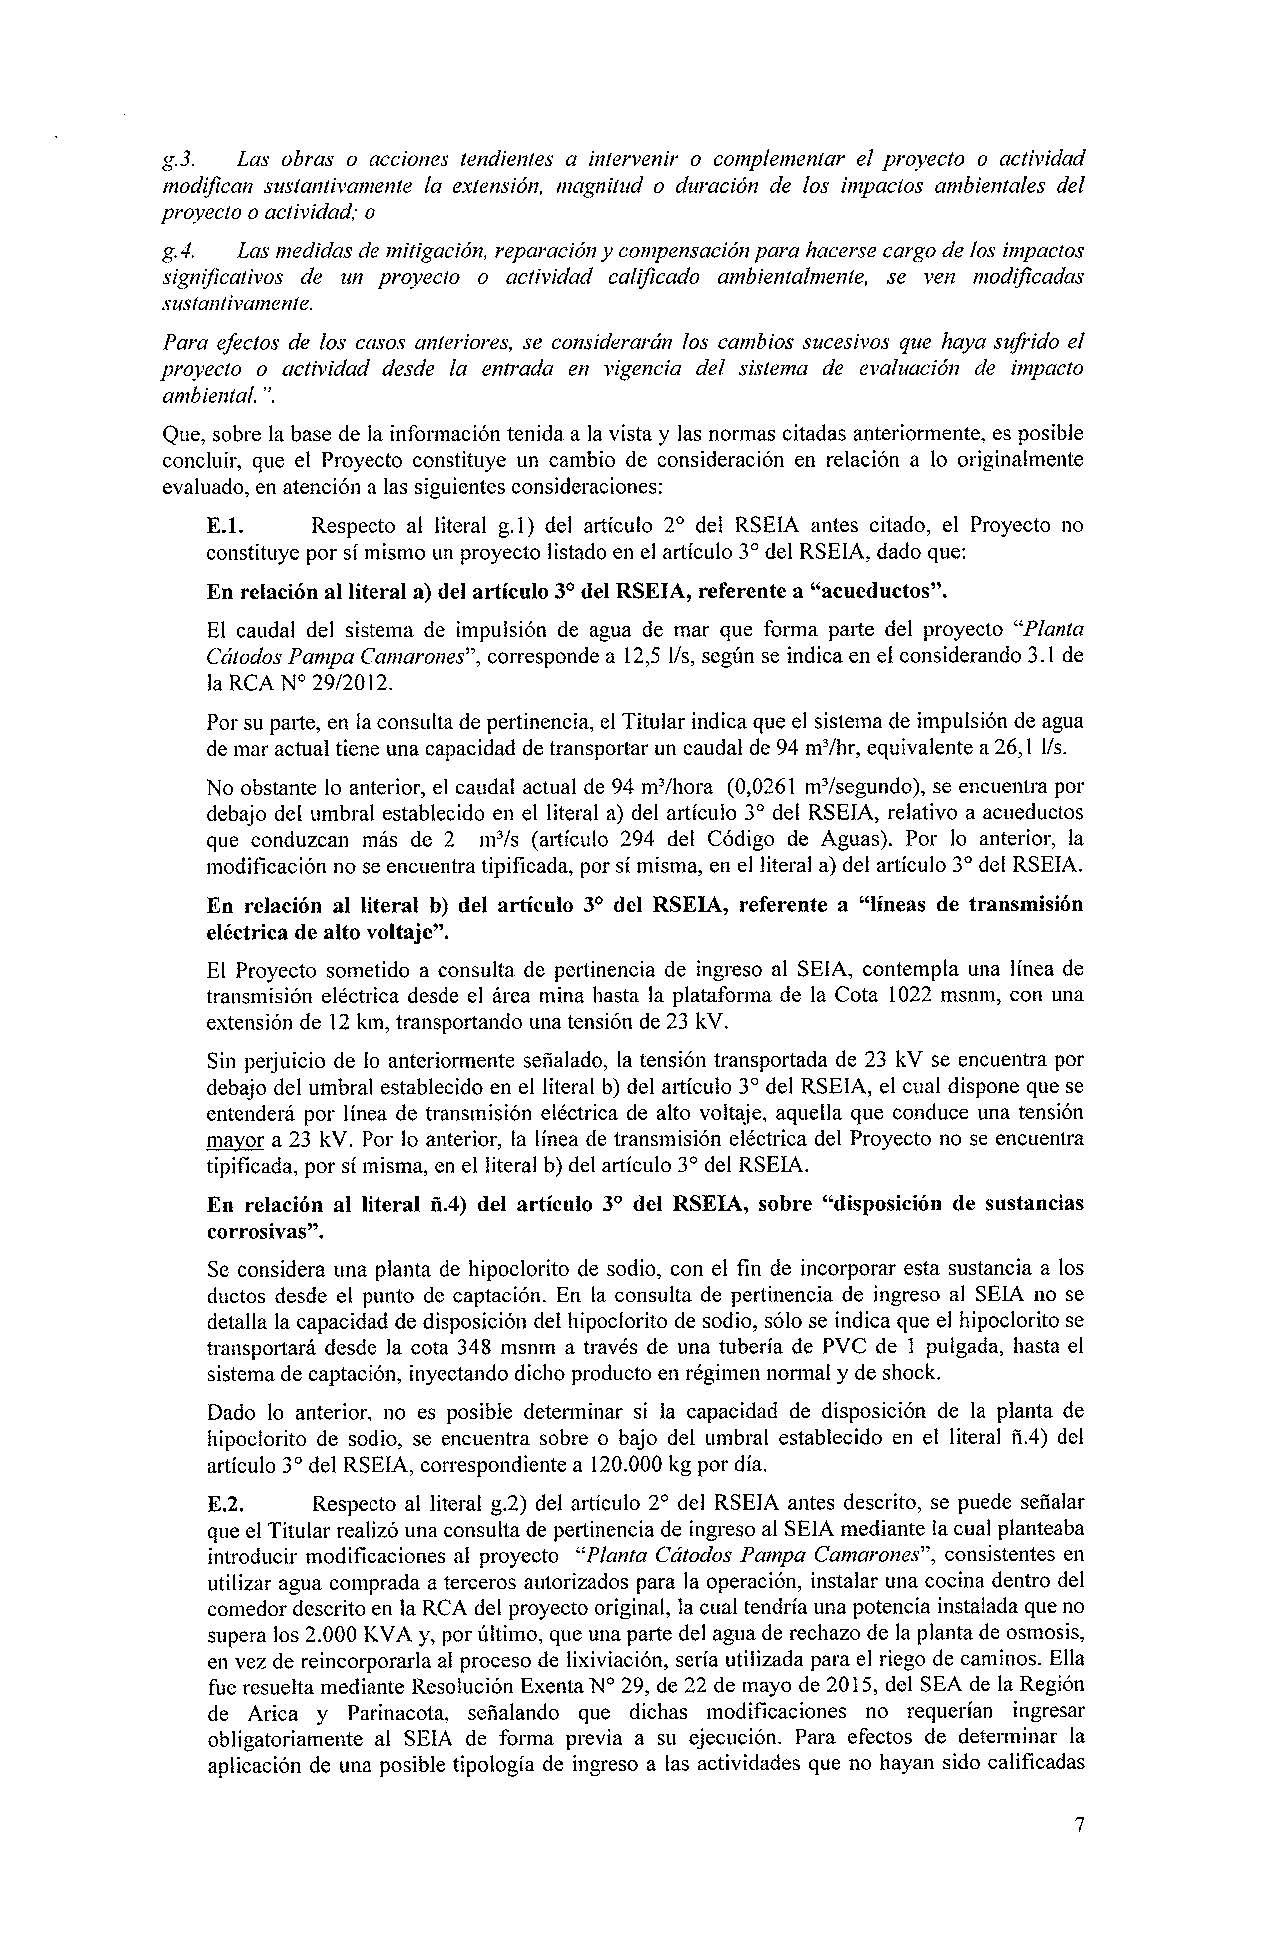 g.3. Las obras o acciones tendientes a intervenir o complementar el proyecto o actividad
modifican sustantivamente la extensión, magnitud o duración de los impactos ambientales del
proyecto o actividad; o
g.4. Las medidas de mitigación, reparación y compensación para hacerse cargo de los impactos
significativos de un proyecto o actividad calificado ambientalmente, se ven modificadas
sustantivamente.
Para efectos de los casos anteriores, se considerarán los cambios sucesivos que haya sufrido el
proyecto o actividad desde la entrada en vigencia del sistema de evaluación de impacto
ambiental.”.
Que, sobre la base de la información tenida a la vista y las normas citadas anteriormente, es posible
concluir, que el Proyecto constituye un cambio de consideración en relación a lo originalmente
evaluado, en atención a las siguientes consideraciones:
E.1. Respecto al literal g.1) del artículo 2° del RSEIA antes citado, el Proyecto no
constituye por sí mismo un proyecto listado en el artículo 3° del RSEIA, dado que:
En relación al literal a) del artículo 3° del RSEIA, referente a “acueductos”.
El caudal del sistema de impulsión de agua de mar que forma parte del proyecto “Planta
Cátodos Pampa Camarones”, corresponde a 12,5 l/s, según se indica en el considerando 3.1 de
la RCA N° 29/2012.
Por su parte, en la consulta de pertinencia, el Titular indica que el sistema de impulsión de agua
de mar actual tiene una capacidad de transportar un caudal de 94 m³/hr, equivalente a 26,1 l/s.
No obstante lo anterior, el caudal actual de 94 m³/hora (0,0261 m³/segundo), se encuentra por
debajo del umbral establecido en el literal a) del artículo 3° del RSEIA, relativo a acueductos
que conduzcan más de 2 m³/s (artículo 294 del Código de Aguas). Por lo anterior, la
modificación no se encuentra tipificada, por sí misma, en el literal a) del artículo 3° del RSEIA.
En relación al literal b) del artículo 3° del RSEIA, referente a “líneas de transmisión
eléctrica de alto voltaje”.
El Proyecto sometido a consulta de pertinencia de ingreso al SEIA, contempla una línea de
transmisión eléctrica desde el área mina hasta la plataforma de la Cota 1022 msnm, con una
extensión de 12 km, transportando una tensión de 23 kV.
Sin perjuicio de lo anteriormente señalado, la tensión transportada de 23 kV se encuentra por
debajo del umbral establecido en el literal b) del artículo 3° del RSEIA, el cual dispone que se
entenderá por línea de transmisión eléctrica de alto voltaje, aquella que conduce una tensión
mayor a 23 kV. Por lo anterior, la línea de transmisión eléctrica del Proyecto no se encuentra
tipificada, por sí misma, en el literal b) del artículo 3° del RSEIA.
En relación al literal ñ.4) del artículo 3° del RSEIA, sobre “disposición de sustancias
corrosivas”.
Se considera una planta de hipoclorito de sodio, con el fin de incorporar esta sustancia a los
ductos desde el punto de captación. En la consulta de pertinencia de ingreso al SEIA no se
detalla la capacidad de disposición del hipoclorito de sodio, sólo se indica que el hipoclorito se
transportará desde la cota 348 msnm a través de una tubería de PVC de 1 pulgada, hasta el
sistema de captación, inyectando dicho producto en régimen normal y de shock.
Dado lo anterior, no es posible determinar si la capacidad de disposición de la planta de
hipoclorito de sodio, se encuentra sobre o bajo del umbral establecido en el literal ñ.4) del
artículo 3° del RSEIA, correspondiente a 120.000 kg por día.
E.2. Respecto al literal g.2) del artículo 2° del RSEIA antes descrito, se puede señalar
que el Titular realizó una consulta de pertinencia de ingreso al SEIA mediante la cual planteaba
introducir modificaciones al proyecto “Planta Cátodos Pampa Camarones”, consistentes en
utilizar agua comprada a terceros autorizados para la operación, instalar una cocina dentro del
comedor descrito en la RCA del proyecto original, la cual tendría una potencia instalada que no
supera los 2.000 KVA y, por último, que una parte del agua de rechazo de la planta de osmosis,
en vez de reincorporarla al proceso de lixiviación, sería utilizada para el riego de caminos. Ella
fue resuelta mediante Resolución Exenta N° 29, de 22 de mayo de 2015, del SEA de la Región
de Arica y Parinacota, señalando que dichas modificaciones no requerían ingresar
obligatoriamente al SEIA de forma previa a su ejecución. Para efectos de determinar la
aplicación de una posible tipología de ingreso a las actividades que no hayan sido calificadas
7